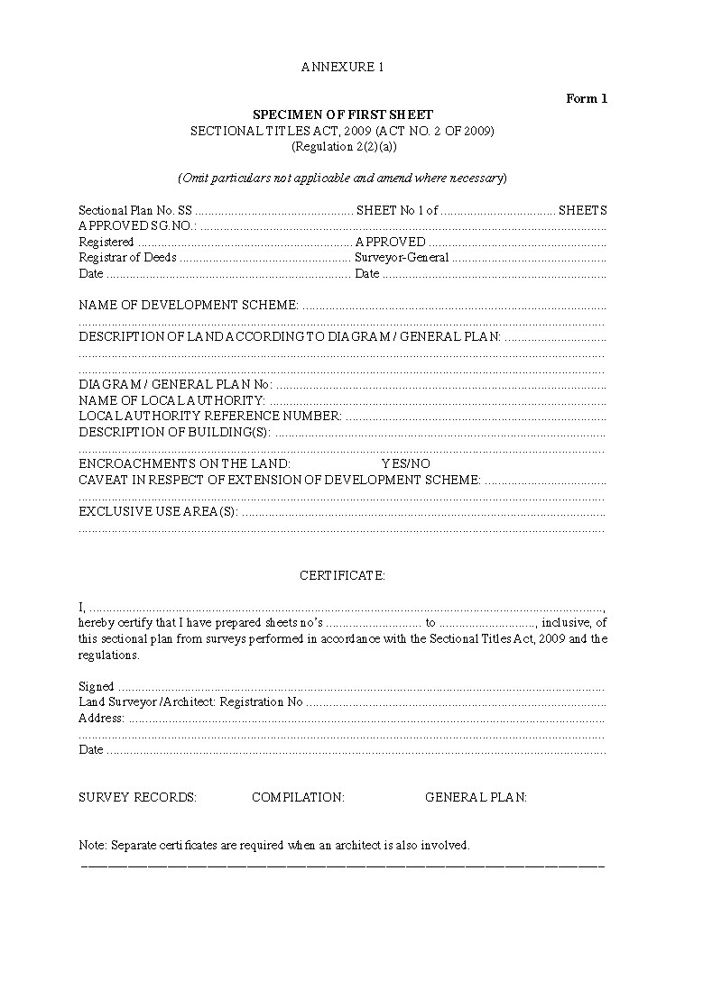 ANNEXURE 1
Form 1
SPECIMEN OF FIRST SHEET
SECTIONAL TITLES ACT, 2009 (ACT NO. 2 OF 2009)
(Regulation 2(2)(a))
(Omit particulars not applicable and amend where necessary)
Sectional Plan No. SS ................................................ SHEET No 1 of ................................... SHEETS
APPROVED SG.NO.: ..........................................................................................................................
Registered ................................................................. APPROVED .....................................................
Registrar of Deeds .................................................... Surveyor-General ...............................................
Date .......................................................................... Date ....................................................................
NAME OF DEVELOPMENT SCHEME: ............................................................................................
...............................................................................................................................................................
DESCRIPTION OF LAND ACCORDING TO DIAGRAM / GENERAL PLAN: ...............................
...............................................................................................................................................................
...............................................................................................................................................................
DIAGRAM / GENERAL PLAN No: ....................................................................................................
NAME OF LOCAL AUTHORITY: ......................................................................................................
LOCAL AUTHORITY REFERENCE NUMBER: ...............................................................................
DESCRIPTION OF BUILDING(S): ....................................................................................................
...............................................................................................................................................................
ENCROACHMENTS ON THE LAND: YES/NO
CAVEAT IN RESPECT OF EXTENSION OF DEVELOPMENT SCHEME: .....................................
...............................................................................................................................................................
EXCLUSIVE USE AREA(S): ..............................................................................................................
...............................................................................................................................................................
CERTIFICATE:
I, ...........................................................................................................................................................,
hereby certify that I have prepared sheets no's ............................. to ............................., inclusive, of
this sectional plan from surveys performed in accordance with the Sectional Titles Act, 2009 and the
regulations.
Signed ...................................................................................................................................................
Land Surveyor /Architect: Registration No ...........................................................................................
Address: ................................................................................................................................................
...............................................................................................................................................................
Date .......................................................................................................................................................
SURVEY RECORDS: COMPILATION: GENERAL PLAN:
Note: Separate certificates are required when an architect is also involved.
________________________________________________________________________________